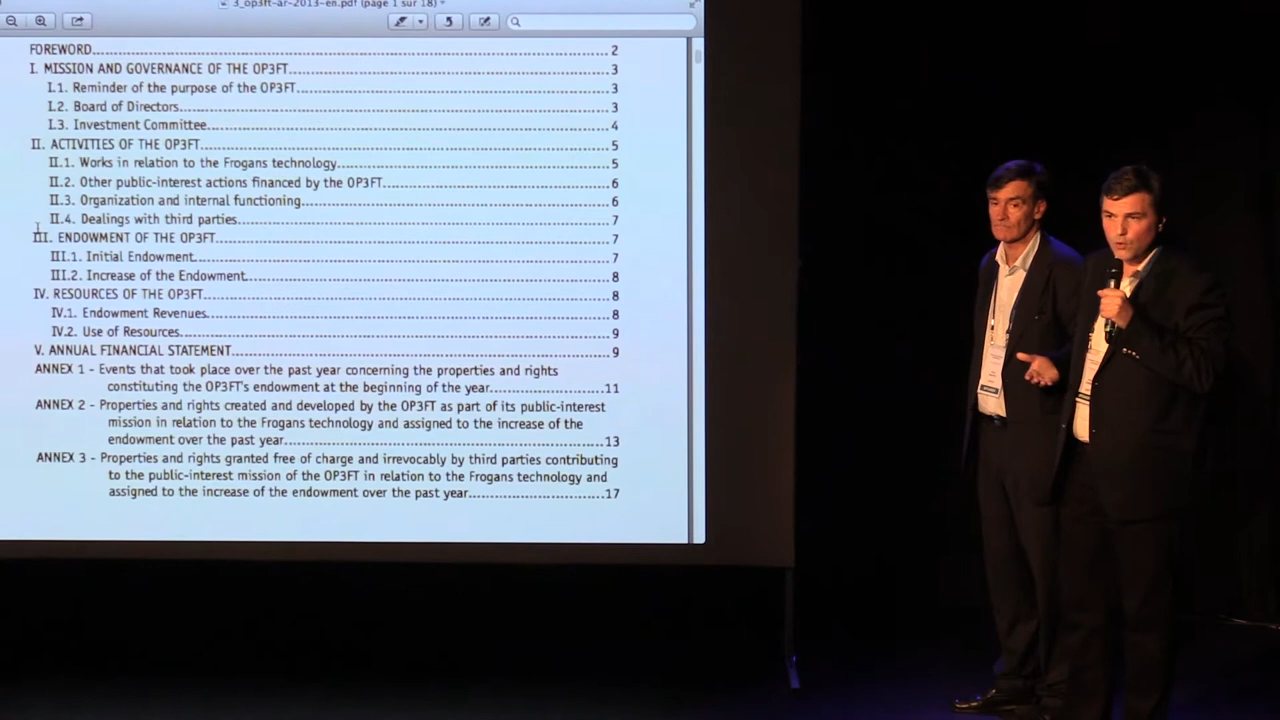 3_op3ft-ar-2013-en.pdf (page 1 sur 18)
FOREWORD 2
I. MISSION AND GOVERNANCE OF THE OP3FT 3
I.1. Reminder of the purpose of the OP3FT 3
I.2. Board of Directors 3
I.3. Investment Committee 4
II. ACTIVITIES OF THE OP3FT 5
II.1. Works in relation to the Frogans technology 5
II.2. Other public-interest actions financed by the OP3FT 6
II.3. Organization and internal functioning 6
II.4. Dealings with third parties 7
III. ENDOWMENT OF THE OP3FT 7
III.1. Initial Endowment 7
III.2. Increase of the Endowment 8
IV. RESOURCES OF THE OP3FT 8
IV.1. Endowment Revenues 8
IV.2. Use of Resources 9
V. ANNUAL FINANCIAL STATEMENT 9
ANNEX 1 - Events that took place over the past year concerning the properties and rights
constituting the OP3FT's endowment at the beginning of the year 11
ANNEX 2 - Properties and rights created and developed by the OP3FT as part of its public-interest
mission in relation to the Frogans technology and assigned to the increase of the
endowment over the past year 13
ANNEX 3 - Properties and rights granted free of charge and irrevocably by third parties contributing
to the public-interest mission of the OP3FT in relation to the Frogans technology and
assigned to the increase of the endowment over the past year 17